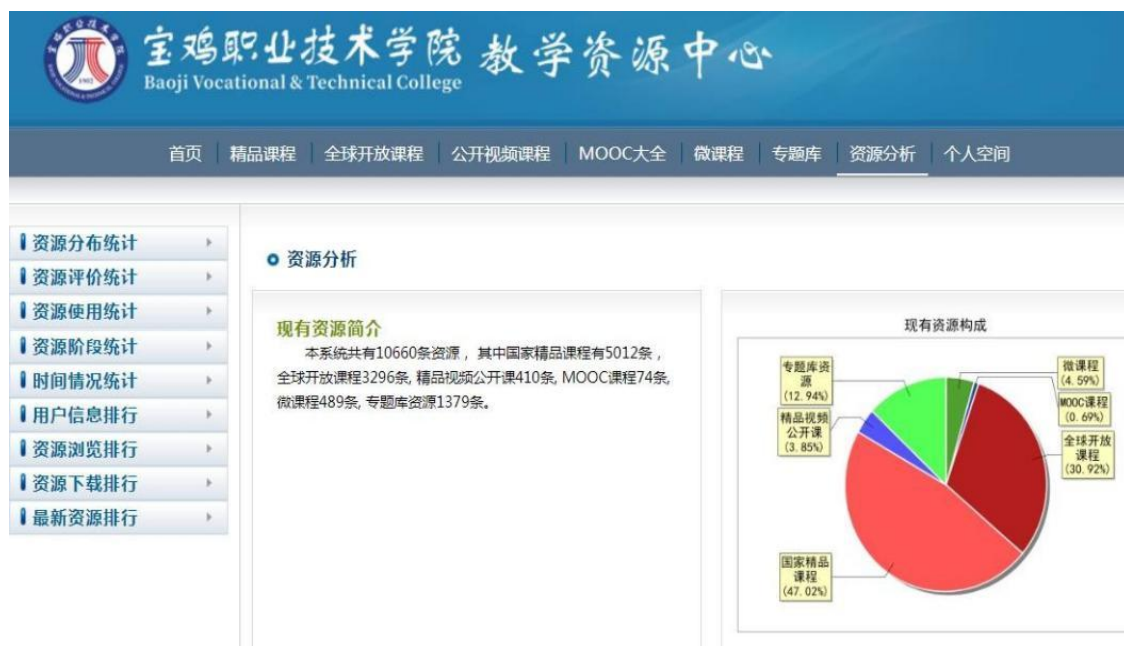 宝鸡职业技术学院 教学资源中心
Baoji Vocational & Technical College
首页 精品课程 全球开放课程 公开视频课程 MOOC大全 微课程 专题库 资源分析 个人空间
资源分布统计
资源评价统计
资源使用统计
资源阶段统计
时间情况统计
用户信息排行
资源浏览排行
资源下载排行
最新资源排行
资源分析
现有资源简介
本系统共有10660条资源，其中国家精品课程有5012条，
全球开放课程3296条, 精品视频公开课410条, MOOC课程74条,
微课程489条, 专题库资源1379条。
现有资源构成
专题库资
源
(12.94%)
精品视频
公开课
(3.85%)
国家精品
课程
(47.02%)
微课程
(4.59%)
MOOC课程
(0.69%)
全球开放
课程
(30.92%)